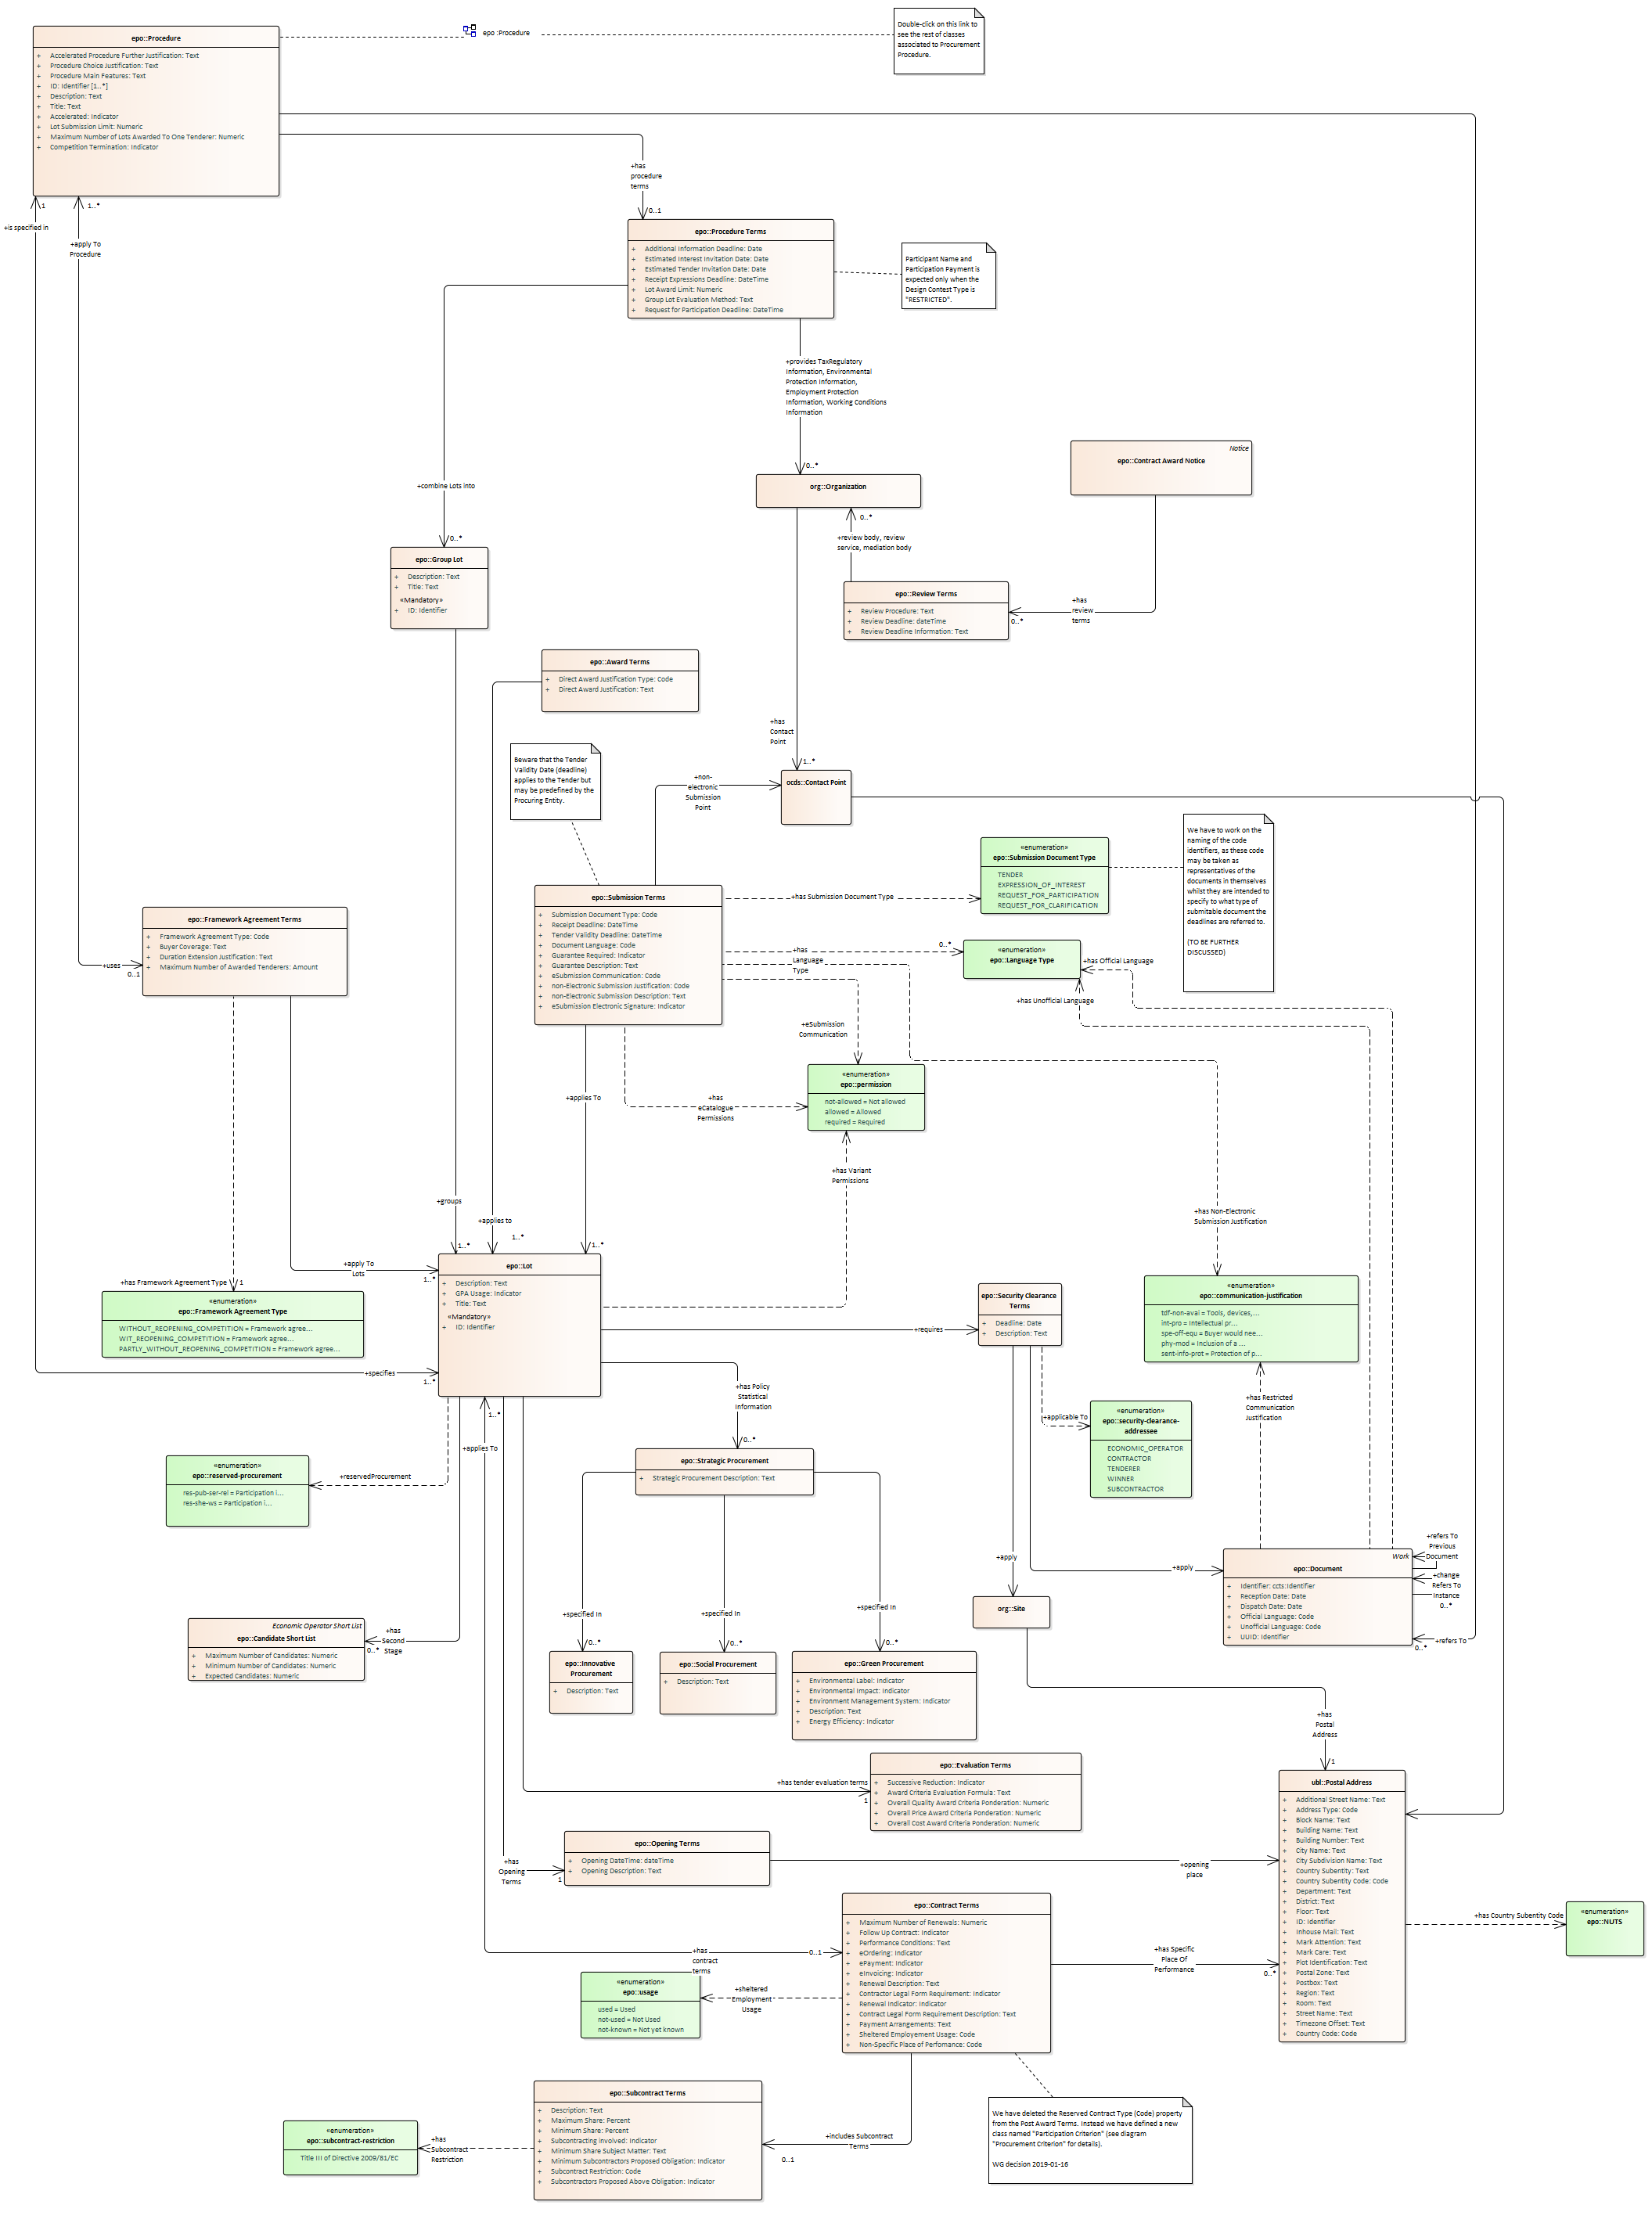 epo::Procedure
+ Accelerated Procedure Further Justification: Text
+ Procedure Choice Justification: Text
+ Procedure Main Features: Text
+ ID: Identifier [1..*]
+ Description: Text
+ Title: Text
+ Accelerated: Indicator
+ Lot Submission Limit: Numeric
+ Maximum Number of Lots Awarded To One Tenderer: Numeric
+ Competition Termination: Indicator
epo :Procedure
Double-click on this link to
see the rest of classes
associated to Procurement
Procedure.
+has
procedure
terms
0..1
1
+is specified in
1..*
+apply To
Procedure
epo::Procedure Terms
+ Additional Information Deadline: Date
+ Estimated Interest Invitation Date: Date
+ Estimated Tender Invitation Date: Date
+ Receipt Expressions Deadline: DateTime
+ Lot Award Limit: Numeric
+ Group Lot Evaluation Method: Text
+ Request for Participation Deadline: DateTime
Participant Name and
Participation Payment is
expected only when the
Design Contest Type is
"RESTRICTED".
+provides TaxRegulatory
Information, Environmental
Protection Information,
Employment Protection
Information, Working Conditions
Information
0..*
+combine Lots into
0..*
org::Organization
Notice
epo::Contract Award Notice
0..*
+review body, review
service, mediation body
epo::Group Lot
+ Description: Text
+ Title: Text
«Mandatory»
+ ID: Identifier
epo::Review Terms
+ Review Procedure: Text
+ Review Deadline: dateTime
+ Review Deadline Information: Text
+has
review
terms
0..*
epo::Award Terms
+ Direct Award Justification Type: Code
+ Direct Award Justification: Text
+has
Contact
Point
1..*
Beware that the Tender
Validity Date (deadline)
applies to the Tender but
may be predefined by the
Procuring Entity.
+non-
electronic
Submission
Point
ocds::Contact Point
«enumeration»
epo::Submission Document Type
TENDER
EXPRESSION_OF_INTEREST
REQUEST_FOR_PARTICIPATION
REQUEST_FOR_CLARIFICATION
We have to work on the
naming of the code
identifiers, as these code
may be taken as
representatives of the
documents in themselves
whilst they are intended to
specify to what type of
submitable document the
deadlines are referred to.
(TO BE FURTHER
DISCUSSED)
epo::Submission Terms
+ Submission Document Type: Code
+ Receipt Deadline: DateTime
+ Tender Validity Deadline: DateTime
+ Document Language: Code
+ Guarantee Required: Indicator
+ Guarantee Description: Text
+ eSubmission Communication: Code
+ non-Electronic Submission Justification: Code
+ non-Electronic Submission Description: Text
+ eSubmission Electronic Signature: Indicator
+has Submission Document Type
epo::Framework Agreement Terms
+ Framework Agreement Type: Code
+ Buyer Coverage: Text
+ Duration Extension Justification: Text
+ Maximum Number of Awarded Tenderers: Amount
+uses
0..1
+has
Language
Type
0..*
«enumeration»
epo::Language Type
+has Official Language
+has Unofficial Language
+eSubmission
Communication
«enumeration»
epo::permission
not-allowed = Not allowed
allowed = Allowed
required = Required
+applies To
+has
eCatalogue
Permissions
+has Variant
Permissions
+groups
1..*
+applies to
1..*
1..*
+has Non-Electronic
Submission Justification
epo::Lot
+ Description: Text
+ GPA Usage: Indicator
+ Title: Text
«Mandatory»
+ ID: Identifier
+apply To
Lots
1..*
+has Framework Agreement Type
1
«enumeration»
epo::Framework Agreement Type
WITHOUT_REOPENING_COMPETITION = Framework agree...
WIT_REOPENING_COMPETITION = Framework agree...
PARTLY_WITHOUT_REOPENING_COMPETITION = Framework agree...
+specifies
1..*
+requires
epo::Security Clearance
Terms
+ Deadline: Date
+ Description: Text
«enumeration»
epo::communication-justification
tdf-non-avai = Tools, devices,...
int-pro = Intellectual pr...
spe-off-equ = Buyer would nee...
phy-mod = Inclusion of a ...
sent-info-prot = Protection of p...
+has Policy
Statistical
Information
0..*
+applicable To
«enumeration»
epo::security-clearance-
addressee
ECONOMIC_OPERATOR
CONTRACTOR
TENDERER
WINNER
SUBCONTRACTOR
+has Restricted
Communication
Justification
1..*
+applies To
epo::Strategic Procurement
+ Strategic Procurement Description: Text
«enumeration»
epo::reserved-procurement
res-pub-ser-rel = Participation i...
res-she-ws = Participation i...
+reservedProcurement
+apply
+apply
Work
epo::Document
+ Identifier: ccts:Identifier
+ Reception Date: Date
+ Dispatch Date: Date
+ Official Language: Code
+ Unofficial Language: Code
+ UUID: Identifier
+refers To
Previous
Document
+change
Refers To
Instance
0..*
+refers To
0..*
org::Site
Economic Operator Short List
epo::Candidate Short List
+ Maximum Number of Candidates: Numeric
+ Minimum Number of Candidates: Numeric
+ Expected Candidates: Numeric
+has
Second
Stage
0..*
+specified In
0..*
+specified In
0..*
+specified In
0..*
epo::Innovative
Procurement
+ Description: Text
epo::Social Procurement
+ Description: Text
epo::Green Procurement
+ Environmental Label: Indicator
+ Environmental Impact: Indicator
+ Environment Management System: Indicator
+ Description: Text
+ Energy Efficiency: Indicator
+has
Postal
Address
1
+has tender evaluation terms
1
epo::Evaluation Terms
+ Successive Reduction: Indicator
+ Award Criteria Evaluation Formula: Text
+ Overall Quality Award Criteria Ponderation: Numeric
+ Overall Price Award Criteria Ponderation: Numeric
+ Overall Cost Award Criteria Ponderation: Numeric
ubl::Postal Address
+ Additional Street Name: Text
+ Address Type: Code
+ Block Name: Text
+ Building Name: Text
+ Building Number: Text
+ City Name: Text
+ City Subdivision Name: Text
+ Country Subentity: Text
+ Country Subentity Code: Code
+ Department: Text
+ District: Text
+ Floor: Text
+ ID: Identifier
+ Inhouse Mail: Text
+ Mark Attention: Text
+ Mark Care: Text
+ Plot Identification: Text
+ Postal Zone: Text
+ Postbox: Text
+ Region: Text
+ Room: Text
+ Street Name: Text
+ Timezone Offset: Text
+ Country Code: Code
+has
Opening
Terms
1
epo::Opening Terms
+ Opening DateTime: dateTime
+ Opening Description: Text
+opening
place
+has Country Subentity Code
«enumeration»
epo::NUTS
epo::Contract Terms
+ Maximum Number of Renewals: Numeric
+ Follow Up Contract: Indicator
+ Performance Conditions: Text
+ eOrdering: Indicator
+ ePayment: Indicator
+ eInvoicing: Indicator
+ Renewal Description: Text
+ Contractor Legal Form Requirement: Indicator
+ Renewal Indicator: Indicator
+ Contract Legal Form Requirement Description: Text
+ Payment Arrangements: Text
+ Sheltered Employement Usage: Code
+ Non-Specific Place of Perfomance: Code
+has
contract
terms
0..1
+has Specific
Place Of
Performance
0..*
«enumeration»
epo::usage
used = Used
not-used = Not Used
not-known = Not yet known
+sheltered
Employment
Usage
epo::Subcontract Terms
+ Description: Text
+ Maximum Share: Percent
+ Minimum Share: Percent
+ Subcontracting involved: Indicator
+ Minimum Share Subject Matter: Text
+ Minimum Subcontractors Proposed Obligation: Indicator
+ Subcontract Restriction: Code
+ Subcontractors Proposed Above Obligation: Indicator
+includes Subcontract
Terms
0..1
We have deleted the Reserved Contract Type (Code) property
from the Post Award Terms. Instead we have defined a new
class named "Participation Criterion" (see diagram
"Procurement Criterion" for details).
WG decision 2019-01-16
«enumeration»
epo::subcontract-restriction
Title III of Directive 2009/81/EC
+has
Subcontract
Restriction